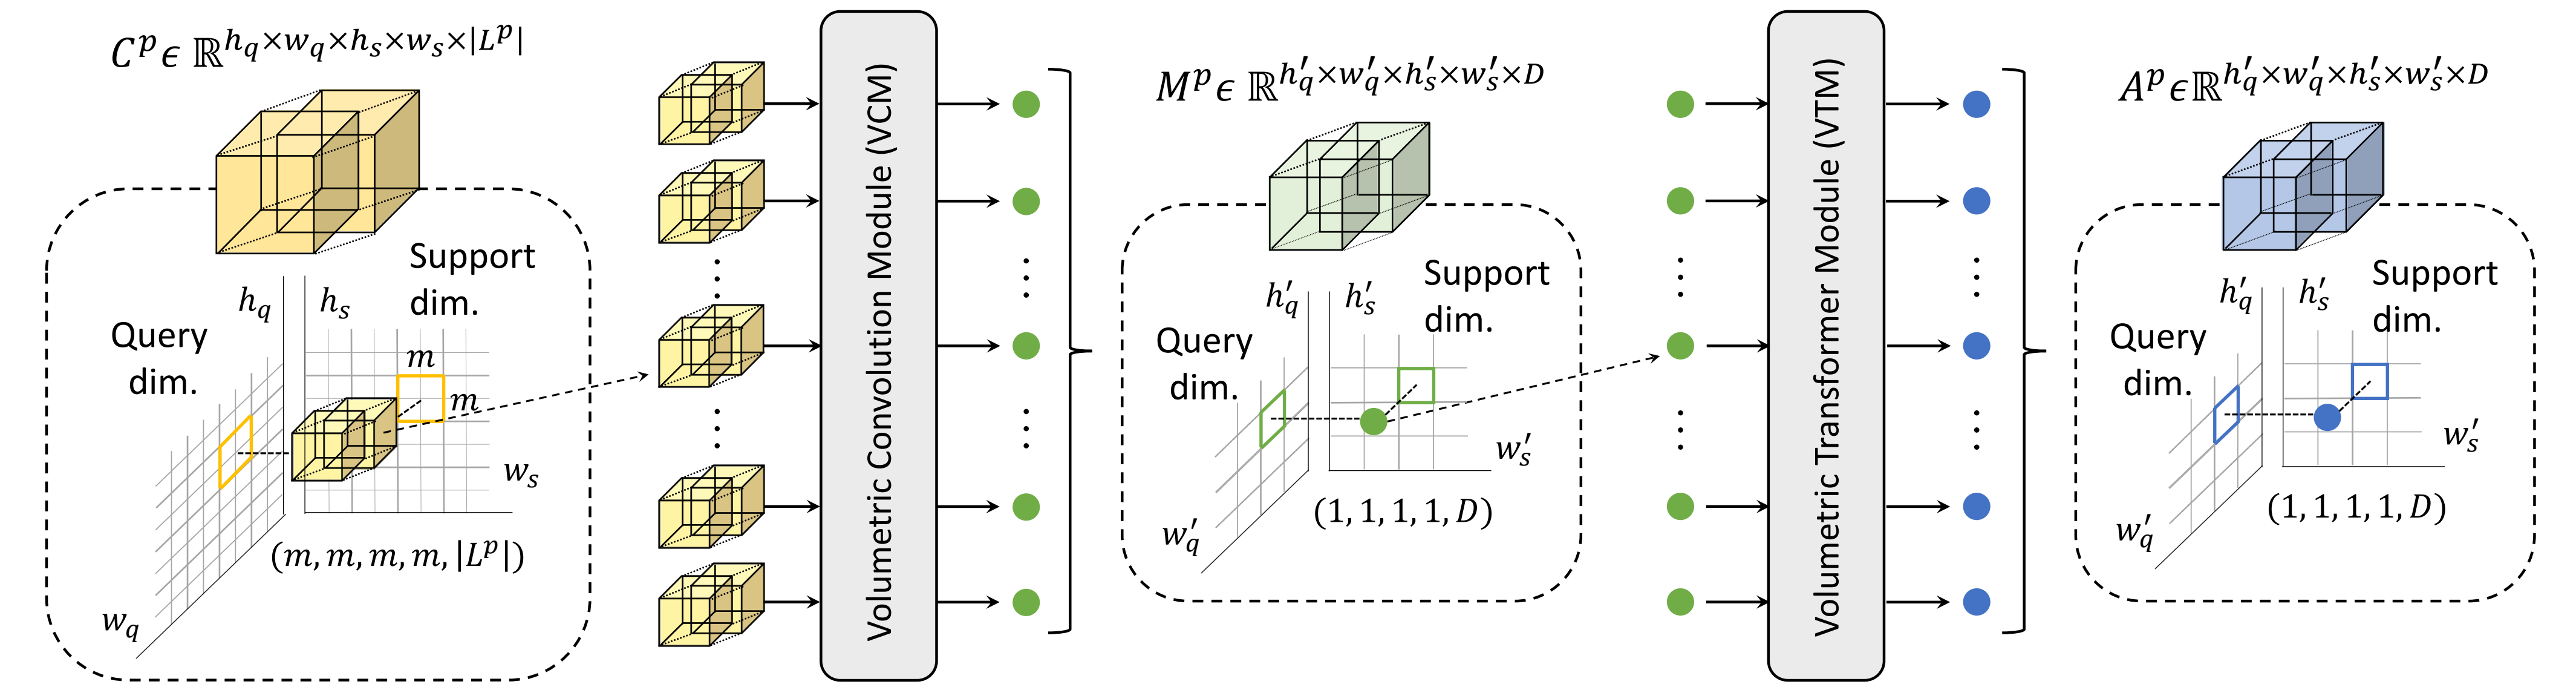 C^p ϵ ℝ^{h_q×w_q×h_s×w_s×|L^p|}
Query
dim.
h_q
h_s
Support
dim.
m
m
w_s
w_q
(m, m, m, m, |L^p|)
Volumetric Convolution Module (VCM)
M^p ϵ ℝ^{h'_q×w'_q×h'_s×w'_s×D}
Query
dim.
h'_q
h'_s
Support
dim.
w'_s
w'_q
(1, 1, 1, 1, D)
Volumetric Transformer Module (VTM)
A^p ϵ ℝ^{h'_q×w'_q×h'_s×w'_s×D}
Query
dim.
h'_q
h'_s
Support
dim.
w'_s
w'_q
(1, 1, 1, 1, D)